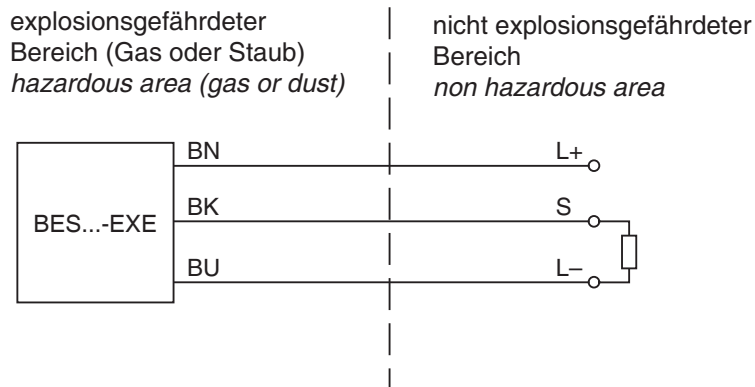 explosionsgefährdeter
Bereich (Gas oder Staub)
hazardous area (gas or dust)
nicht explosionsgefährdeter
Bereich
non hazardous area
BN
L+
BES...-EXE
BK
S
BU
L–